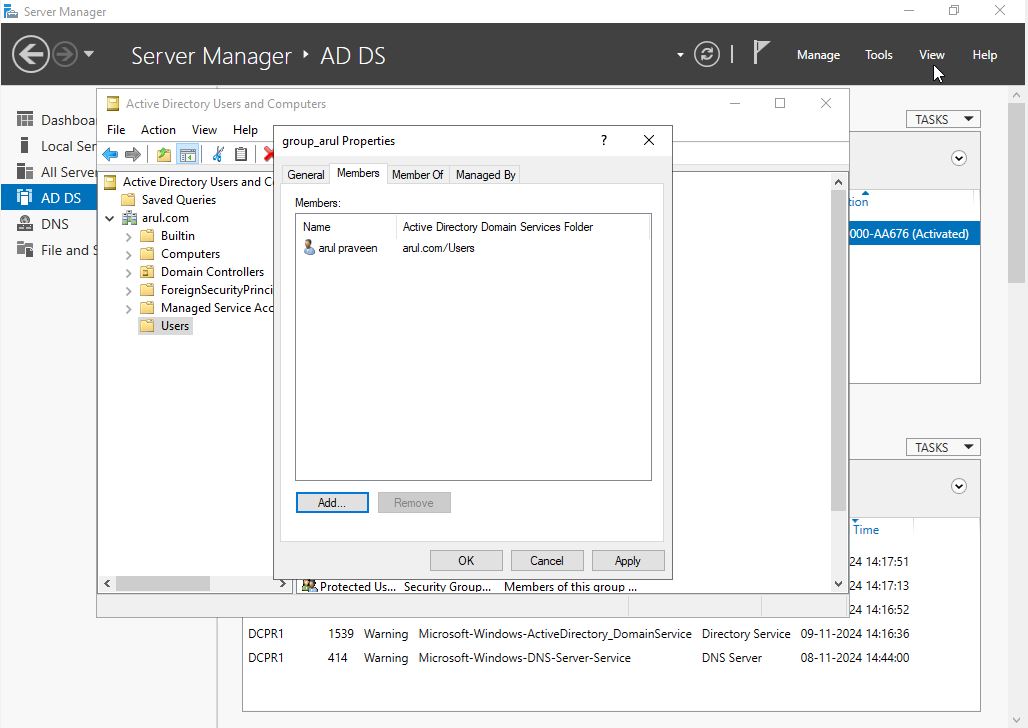 Server Manager
Server Manager ‣ AD DS
Manage Tools View Help
Dashboa
Local Ser
All Server
AD DS
DNS
File and S
Active Directory Users and Computers
File Action View Help
Active Directory Users and C
Saved Queries
arul.com
Builtin
Computers
Domain Controllers
ForeignSecurityPrinci
Managed Service Acc
Users
group_arul Properties
?
General Members Member Of Managed By
Members:
Name Active Directory Domain Services Folder
arul praveen arul.com/Users
Add... Remove
OK Cancel Apply
Protected Us... Security Group... Members of this group ...
TASKS
tion
000-AA676 (Activated)
TASKS
Time
24 14:17:51
24 14:17:13
24 14:16:52
DCPR1 1539 Warning Microsoft-Windows-ActiveDirectory_DomainService Directory Service 09-11-2024 14:16:36
DCPR1 414 Warning Microsoft-Windows-DNS-Server-Service DNS Server 08-11-2024 14:44:00